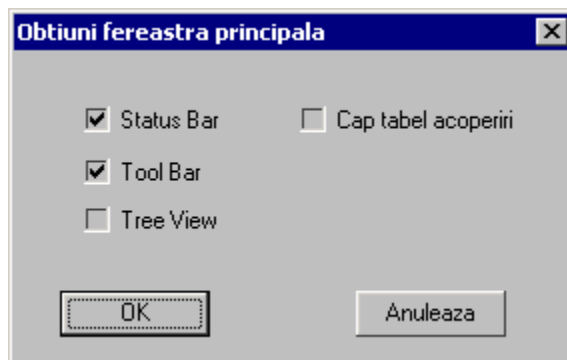 Obtiuni fereastra principala
Status Bar
Cap tabel acoperiri
Tool Bar
Tree View
OK
Anuleaza